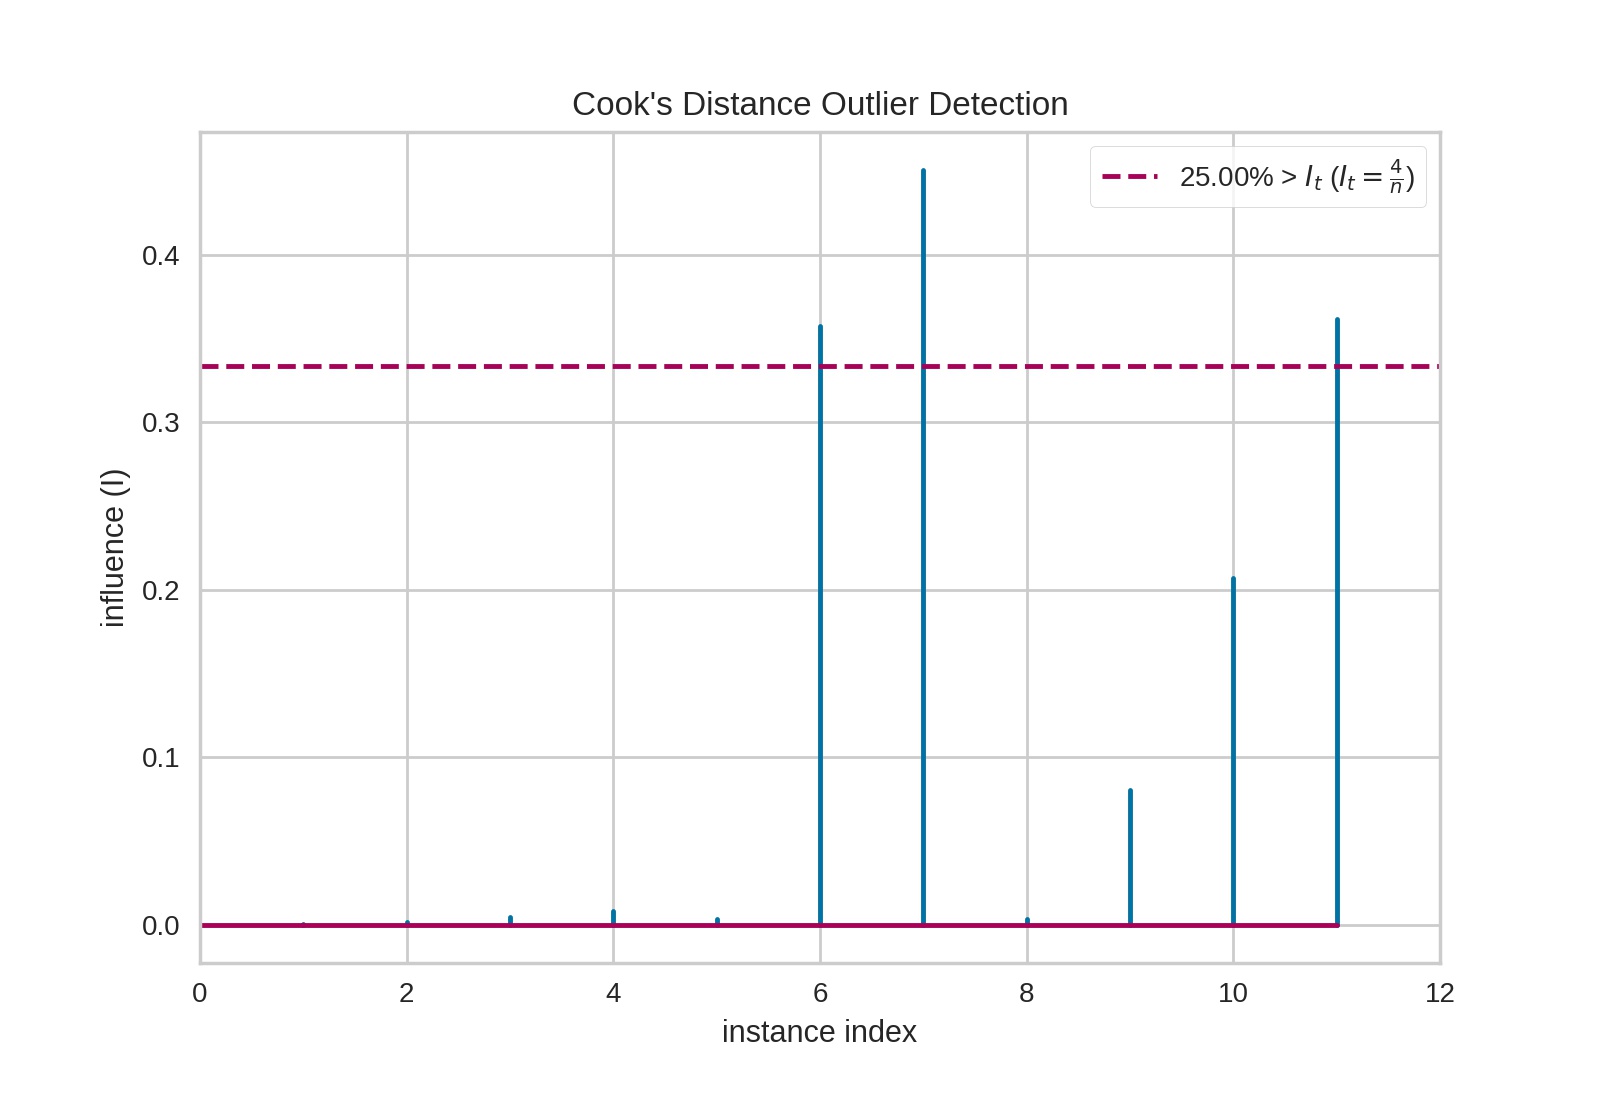 Cook's Distance Outlier Detection
25.00% > I_t (I_t = 4/n)
influence (I)
0.4
0.3
0.2
0.1
0.0
0 2 4 6 8 10 12
instance index